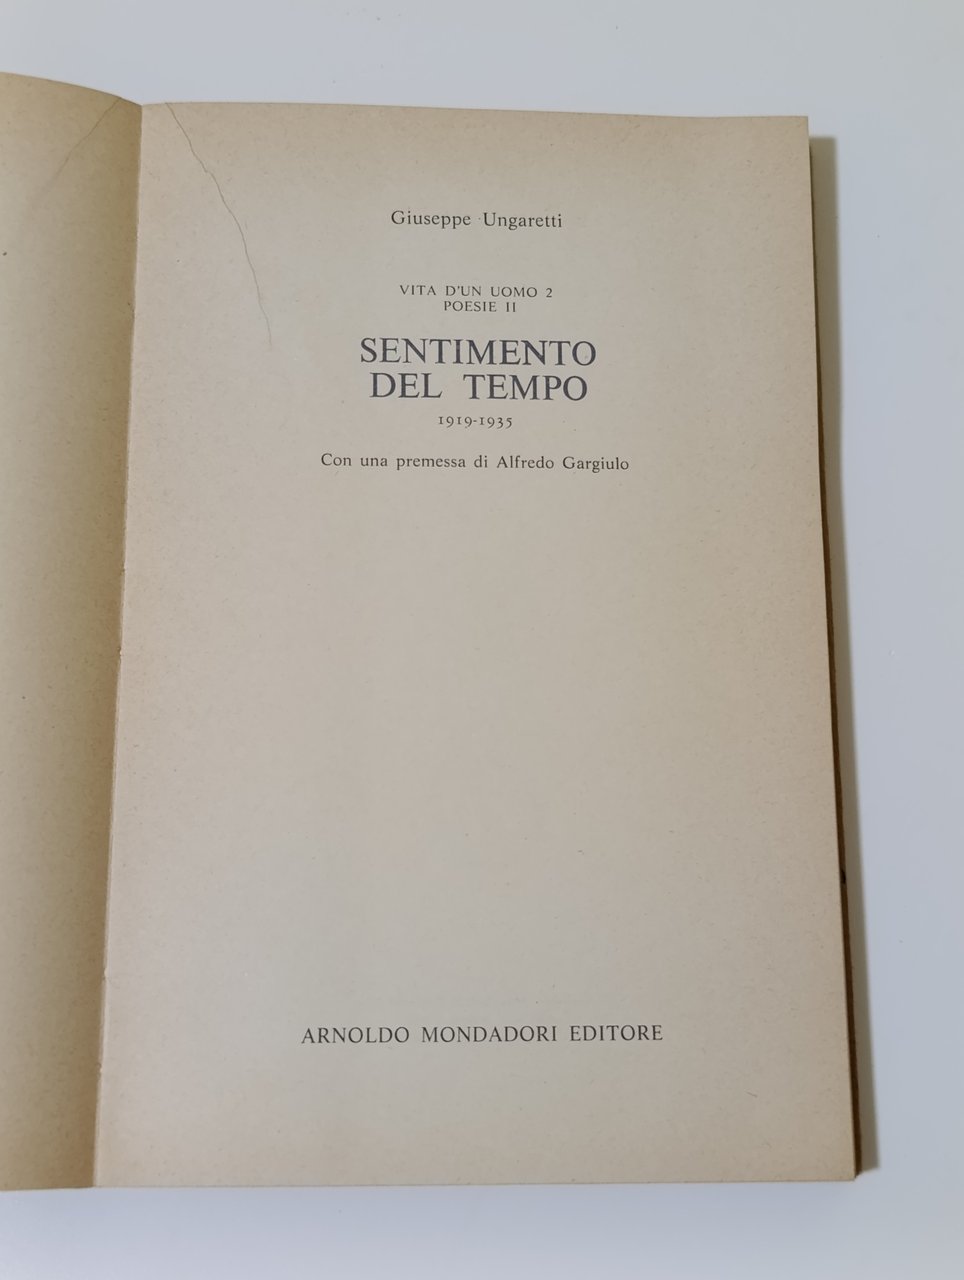 Giuseppe Ungaretti
VITA D'UN UOMO 2
POESIE II
SENTIMENTO
DEL TEMPO
1919-1935
Con una premessa di Alfredo Gargiulo
ARNOLDO MONDADORI EDITORE